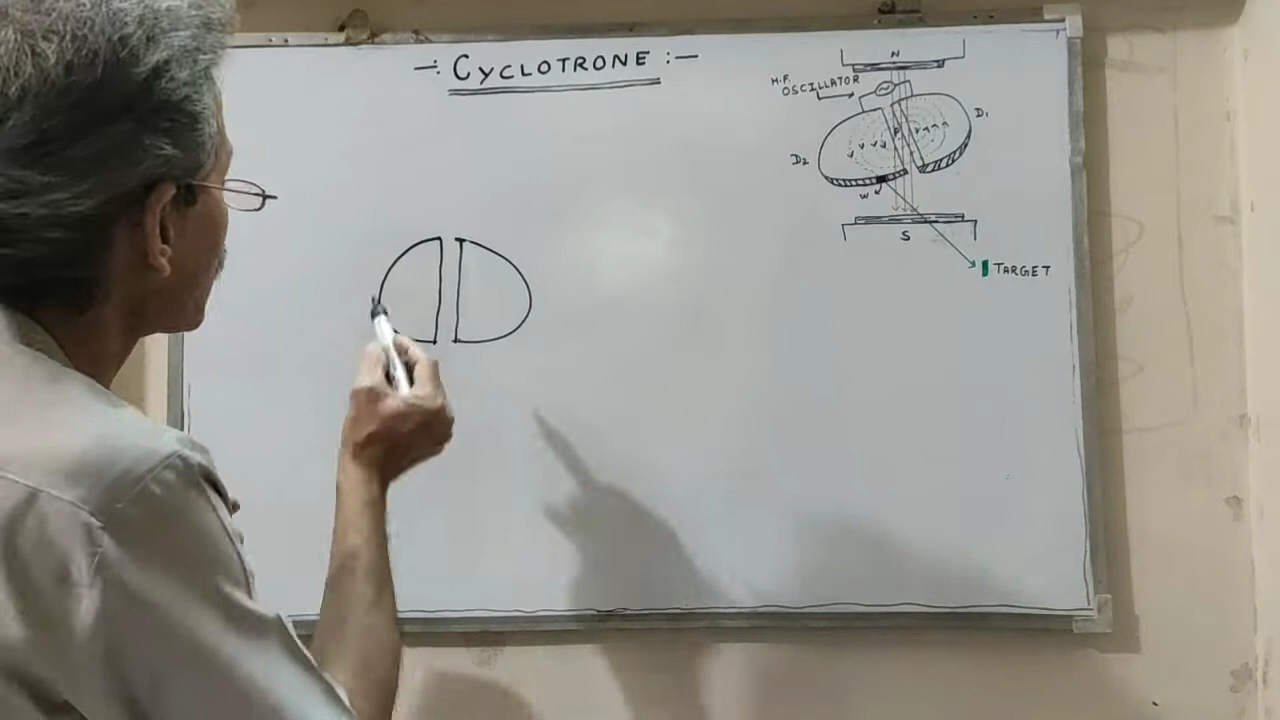 -: CYCLOTRONE :-
N
H.F.
OSCILLATOR
D1
P
D2
W
S
TARGET